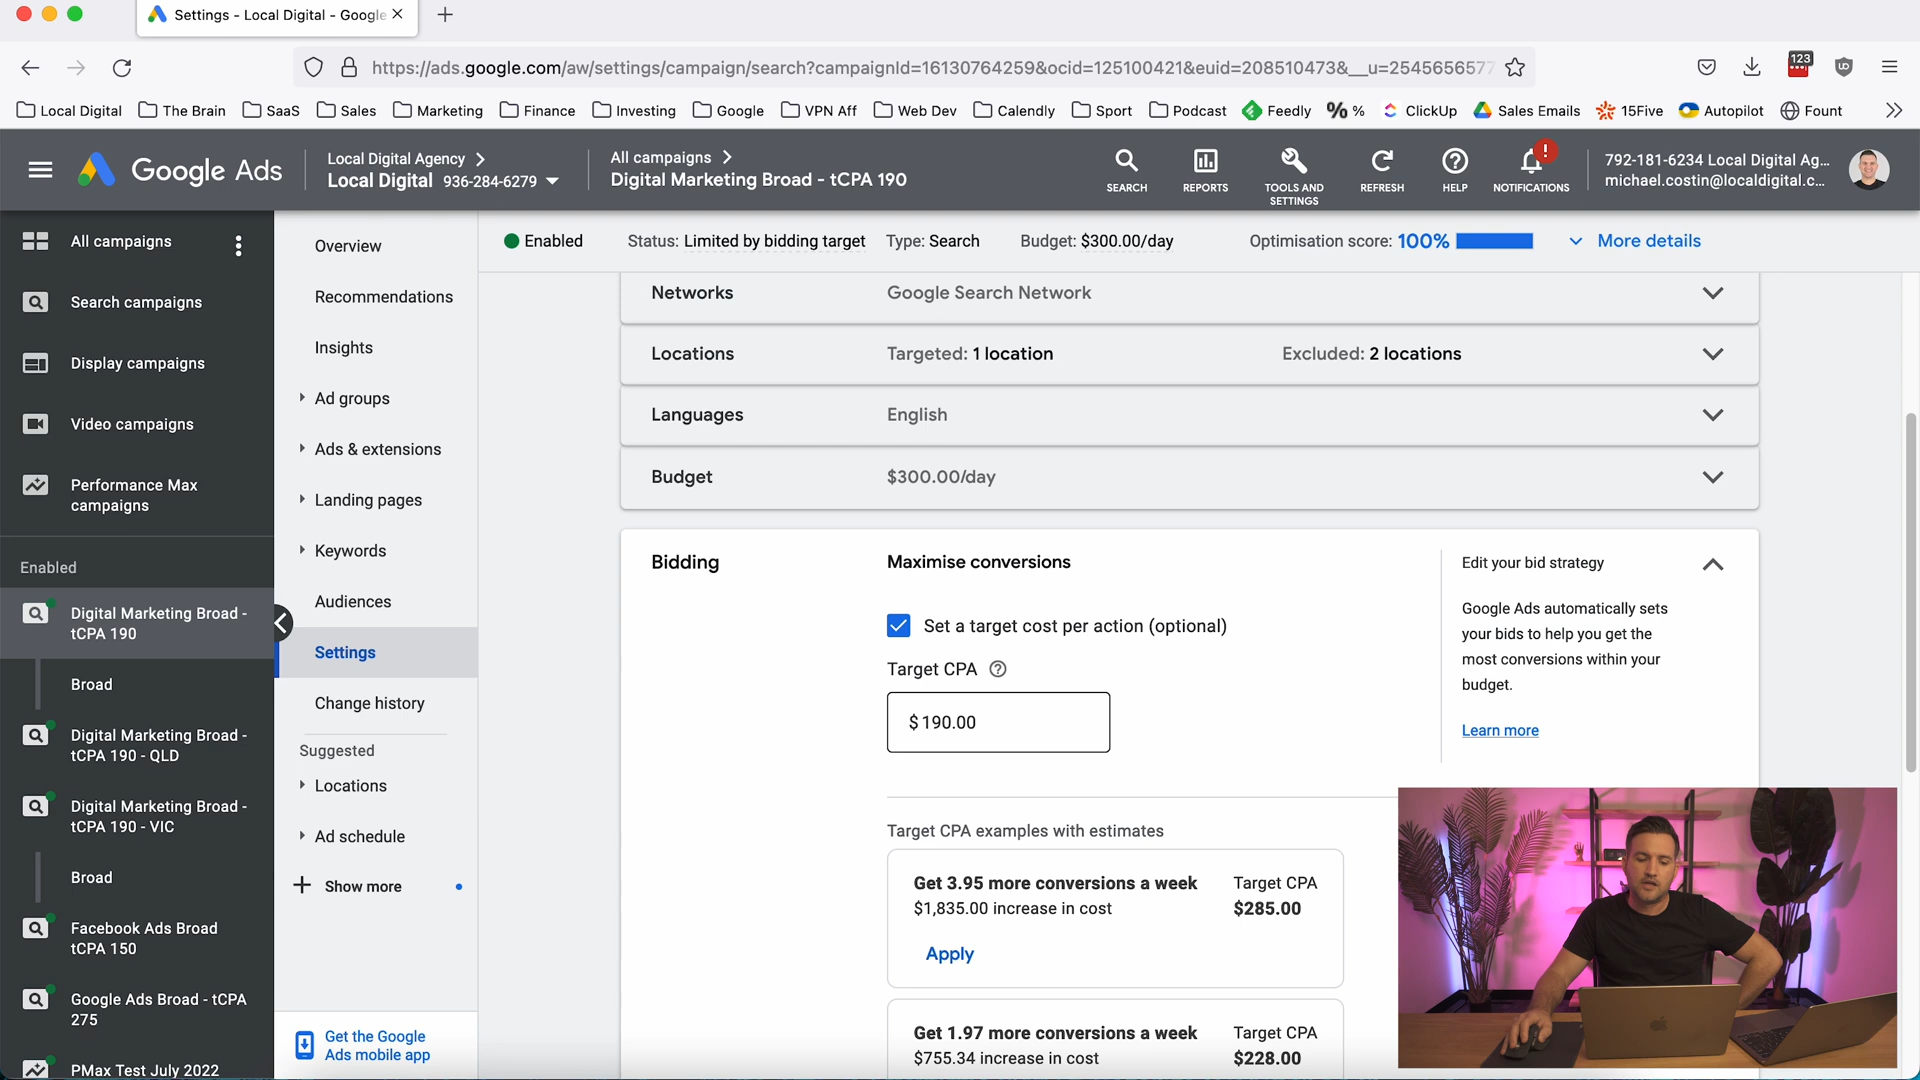 Settings - Local Digital - Google
https://ads.google.com/aw/settings/campaign/search?campaignId=16130764259&ocid=125100421&euid=208510473&__u=2545656577
123
Local Digital
The Brain
SaaS
Sales
Marketing
Finance
Investing
Google
VPN Aff
Web Dev
Calendly
Sport
Podcast
Feedly
%
ClickUp
Sales Emails
15Five
Autopilot
Fount
Google Ads
Local Digital Agency
Local Digital 936-284-6279
All campaigns
Digital Marketing Broad - tCPA 190
SEARCH
REPORTS
TOOLS AND
SETTINGS
REFRESH
HELP
NOTIFICATIONS
792-181-6234 Local Digital Ag...
michael.costin@localdigital.c...
All campaigns
Search campaigns
Display campaigns
Video campaigns
Performance Max
campaigns
Enabled
Digital Marketing Broad -
tCPA 190
Broad
Digital Marketing Broad -
tCPA 190 - QLD
Digital Marketing Broad -
tCPA 190 - VIC
Broad
Facebook Ads Broad
tCPA 150
Google Ads Broad - tCPA
275
PMax Test July 2022
Overview
Recommendations
Insights
Ad groups
Ads & extensions
Landing pages
Keywords
Audiences
Settings
Change history
Suggested
Locations
Ad schedule
Show more
Get the Google
Ads mobile app
Enabled
Status: Limited by bidding target
Type: Search
Budget: $300.00/day
Optimisation score: 100%
More details
Networks
Google Search Network
Locations
Targeted: 1 location
Excluded: 2 locations
Languages
English
Budget
$300.00/day
Bidding
Maximise conversions
Set a target cost per action (optional)
Target CPA
$ 190.00
Edit your bid strategy
Google Ads automatically sets
your bids to help you get the
most conversions within your
budget.
Learn more
Target CPA examples with estimates
Get 3.95 more conversions a week
$1,835.00 increase in cost
Target CPA
$285.00
Apply
Get 1.97 more conversions a week
$755.34 increase in cost
Target CPA
$228.00